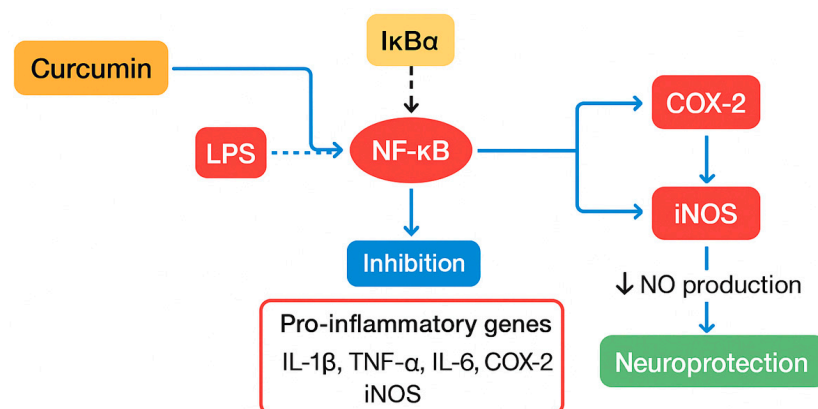 IκBα
Curcumin
COX-2
LPS
NF-κB
iNOS
Inhibition
↓ NO production
Pro-inflammatory genes
IL-1β, TNF-α, IL-6, COX-2
iNOS
Neuroprotection